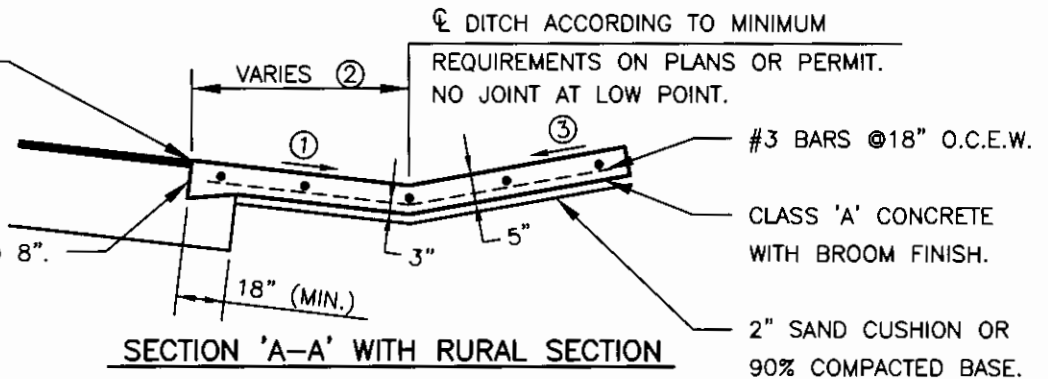 ℄ DITCH ACCORDING TO MINIMUM
REQUIREMENTS ON PLANS OR PERMIT.
NO JOINT AT LOW POINT.
VARIES ②
① ③
#3 BARS @18" O.C.E.W.
CLASS 'A' CONCRETE
WITH BROOM FINISH.
8".
3"
5"
18" (MIN.)
2" SAND CUSHION OR
90% COMPACTED BASE.
SECTION 'A-A' WITH RURAL SECTION